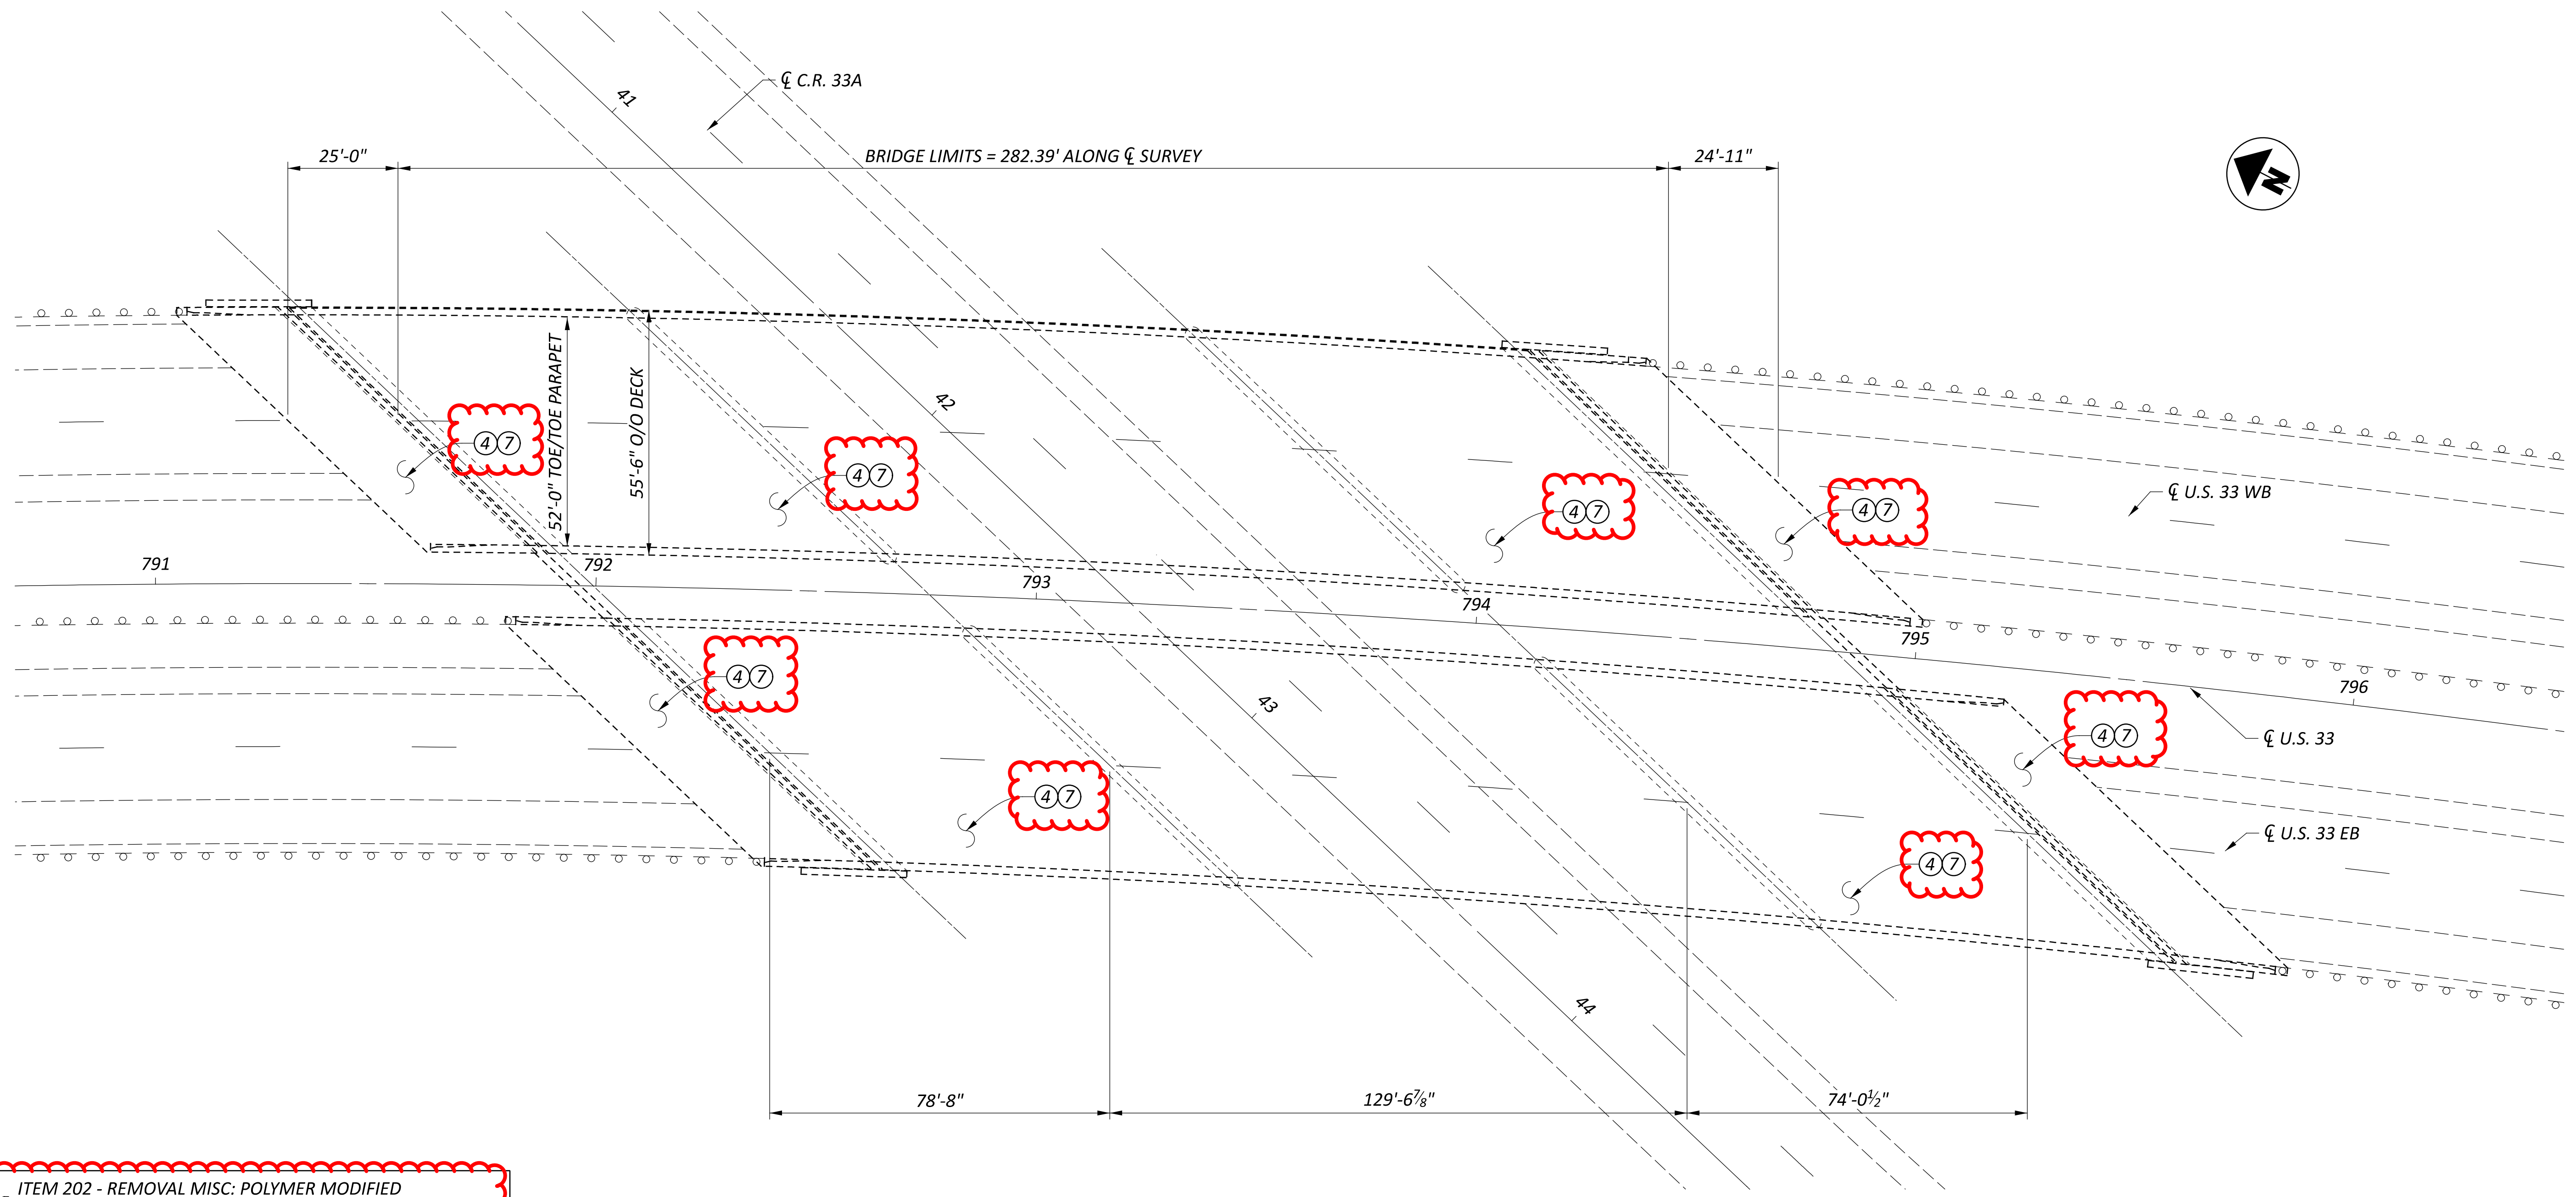 ℄ C.R. 33A
41
25'-0"
BRIDGE LIMITS = 282.39' ALONG ℄ SURVEY
24'-11"
N
52'-0" TOE/TOE PARAPET
55'-6" O/O DECK
42
4 7
4 7
4 7
4 7
℄ U.S. 33 WB
791
792
793
794
795
796
4 7
4 7
43
4 7
℄ U.S. 33
4 7
℄ U.S. 33 EB
44
78'-8"
129'-6⅞"
74'-0½"
ITEM 202 - REMOVAL MISC: POLYMER MODIFIED